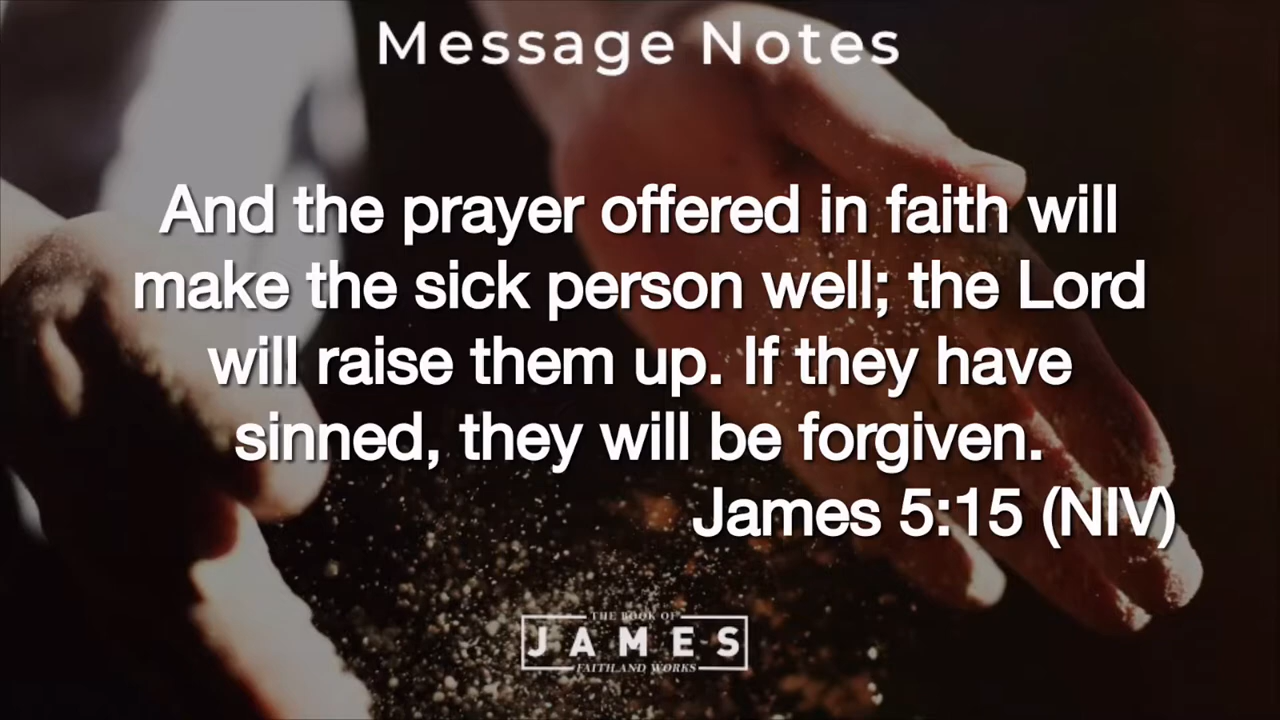 Message Notes
And the prayer offered in faith will
make the sick person well; the Lord
will raise them up. If they have
sinned, they will be forgiven.
James 5:15 (NIV)
THE BOOK OF
JAMES
FAITH AND WORKS